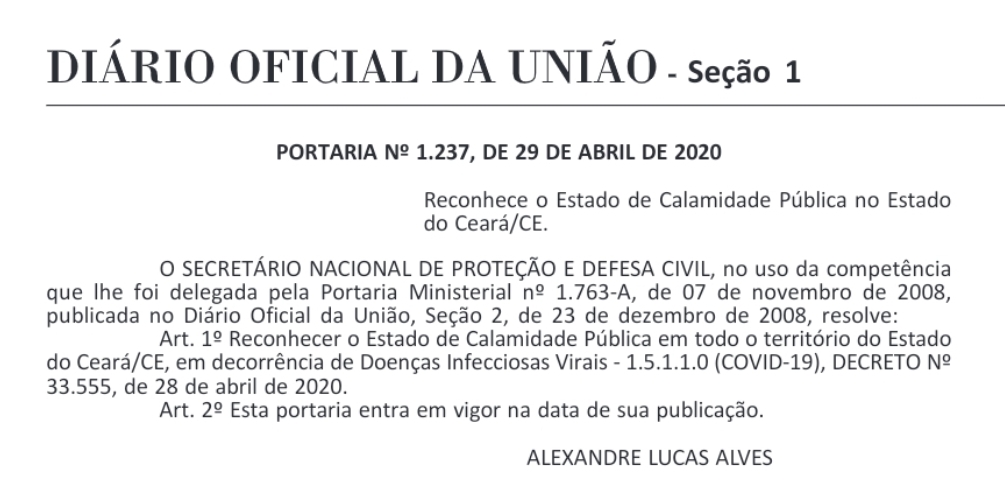 DIÁRIO OFICIAL DA UNIÃO - Seção 1
PORTARIA Nº 1.237, DE 29 DE ABRIL DE 2020
Reconhece o Estado de Calamidade Pública no Estado
do Ceará/CE.
O SECRETÁRIO NACIONAL DE PROTEÇÃO E DEFESA CIVIL, no uso da competência
que lhe foi delegada pela Portaria Ministerial nº 1.763-A, de 07 de novembro de 2008,
publicada no Diário Oficial da União, Seção 2, de 23 de dezembro de 2008, resolve:
Art. 1º Reconhecer o Estado de Calamidade Pública em todo o território do Estado
do Ceará/CE, em decorrência de Doenças Infecciosas Virais - 1.5.1.1.0 (COVID-19), DECRETO Nº
33.555, de 28 de abril de 2020.
Art. 2º Esta portaria entra em vigor na data de sua publicação.
ALEXANDRE LUCAS ALVES